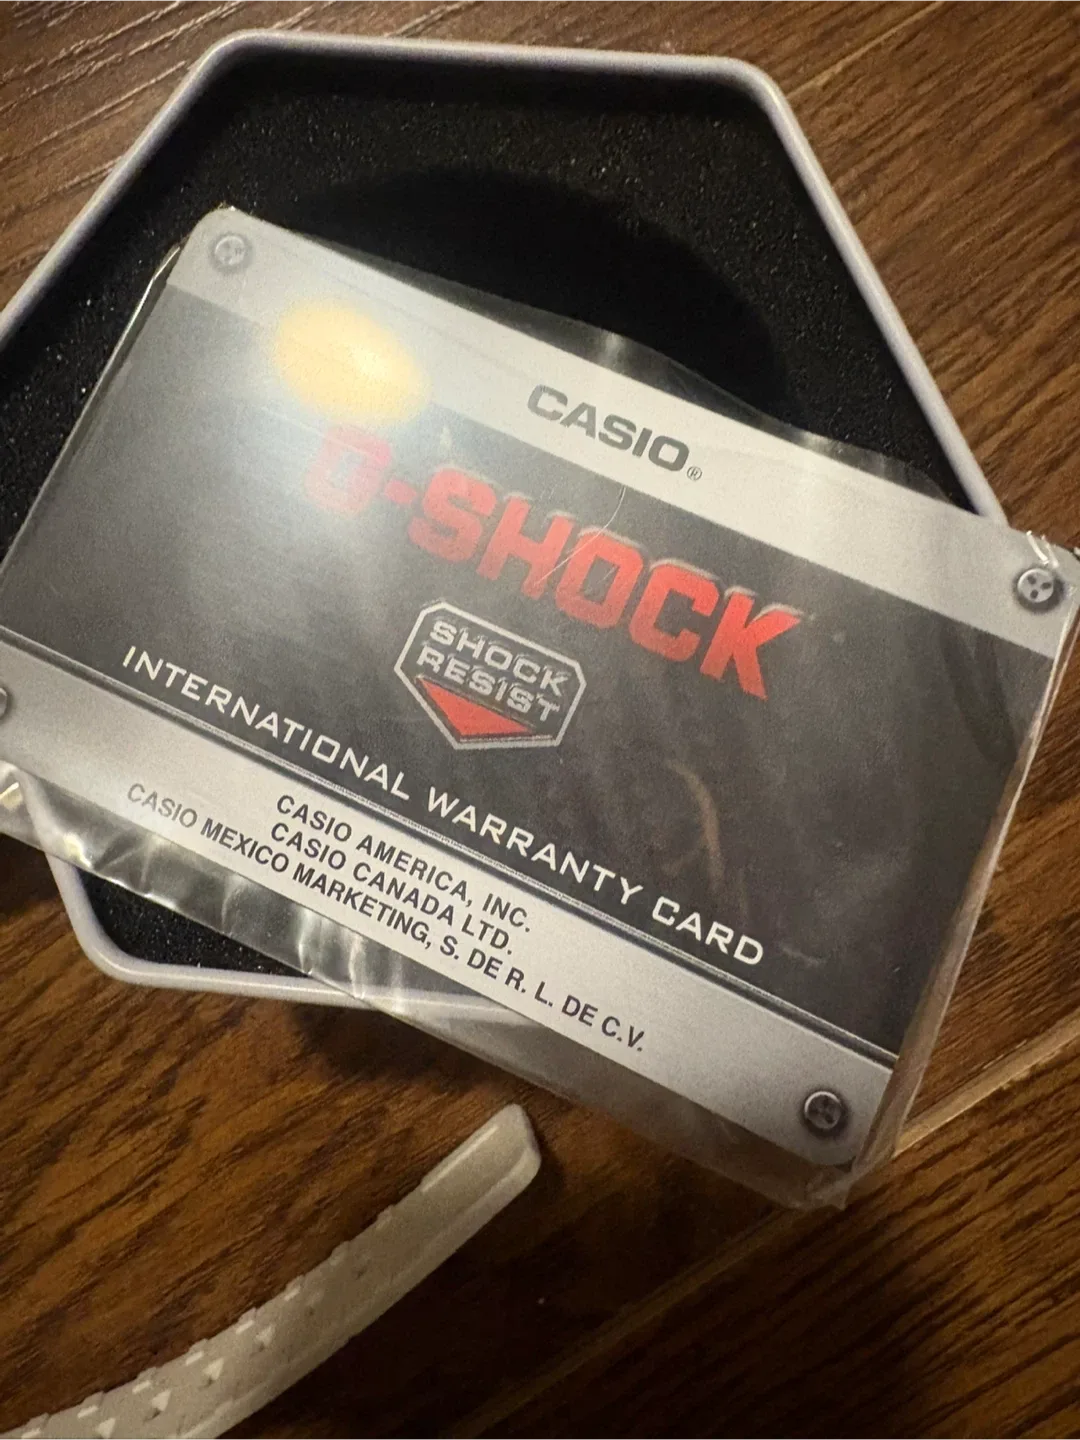 CASIO®
G-SHOCK
SHOCK
RESIST
INTERNATIONAL WARRANTY CARD
CASIO AMERICA, INC.
CASIO CANADA LTD.
CASIO MEXICO MARKETING, S. DE R. L. DE C.V.